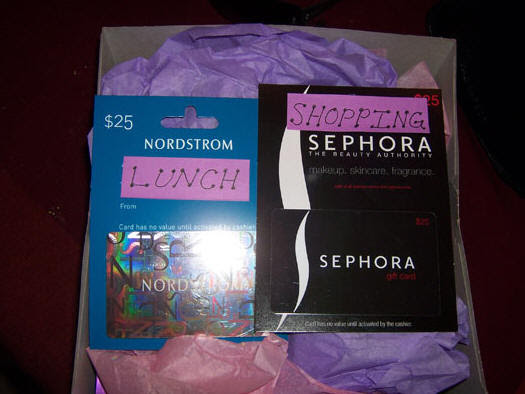 $25
NORDSTROM
LUNCH
From
Card has no value until activated by cashier
NORDSTROM
$25
SHOPPING
SEPHORA
THE BEAUTY AUTHORITY
makeup. skincare. fragrance.
$25
SEPHORA
gift card
Card has no value until activated by the cashier.